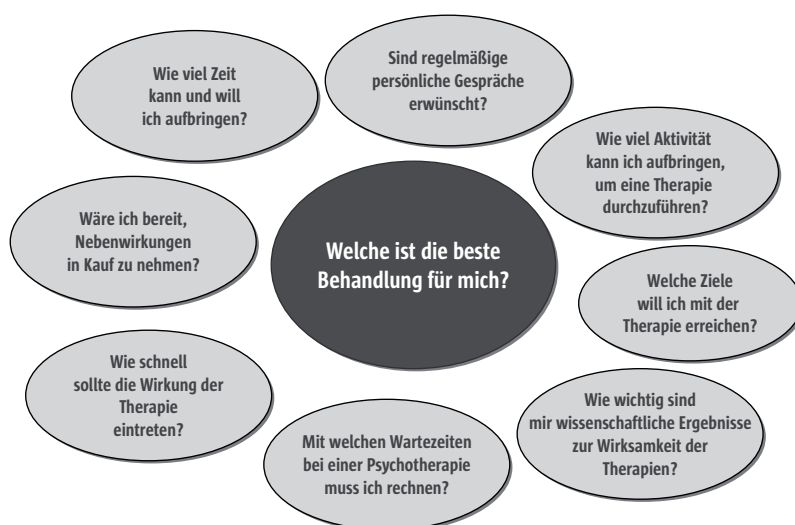 Wie viel Zeit
kann und will
ich aufbringen?
Sind regelmäßige
persönliche Gespräche
erwünscht?
Wie viel Aktivität
kann ich aufbringen,
um eine Therapie
durchzuführen?
Wäre ich bereit,
Nebenwirkungen
in Kauf zu nehmen?
Welche ist die beste
Behandlung für mich?
Welche Ziele
will ich mit der
Therapie erreichen?
Wie schnell
sollte die Wirkung der
Therapie
eintreten?
Mit welchen Wartezeiten
bei einer Psychotherapie
muss ich rechnen?
Wie wichtig sind
mir wissenschaftliche Ergebnisse
zur Wirksamkeit der
Therapien?